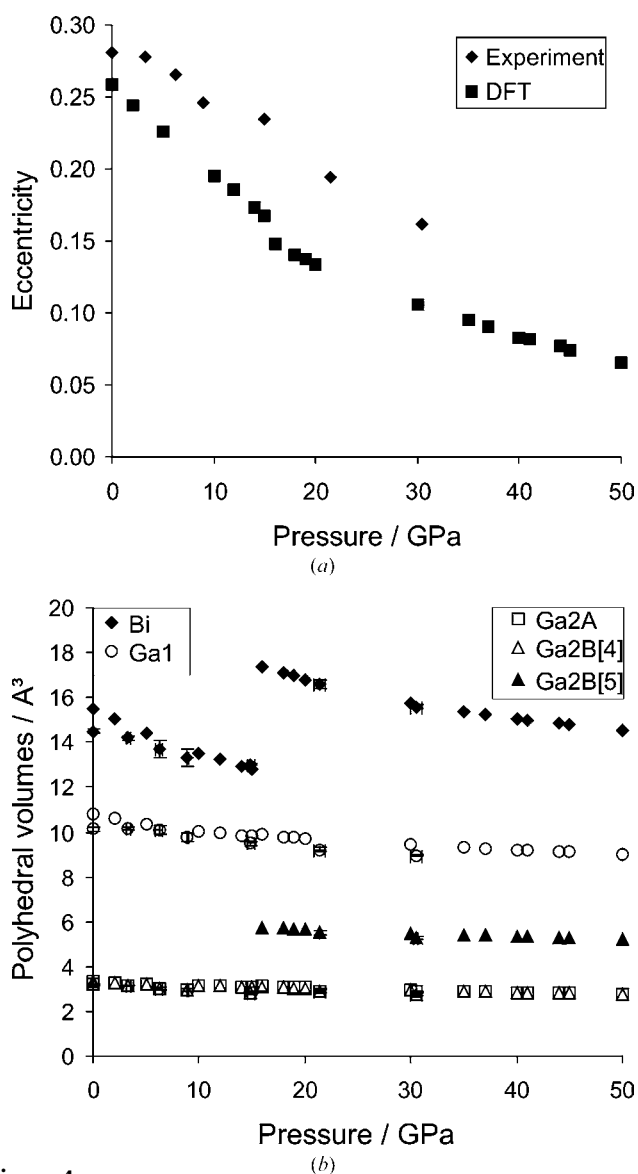 0.30
0.25
0.20
0.15
0.10
0.05
0.00
Eccentricity
Experiment
DFT
0 10 20 30 40 50
Pressure / GPa
(a)
20
18
16
14
12
10
8
6
4
2
0
Polyhedral volumes / A³
Bi
Ga1
Ga2A
Ga2B[4]
Ga2B[5]
0 10 20 30 40 50
Pressure / GPa
(b)